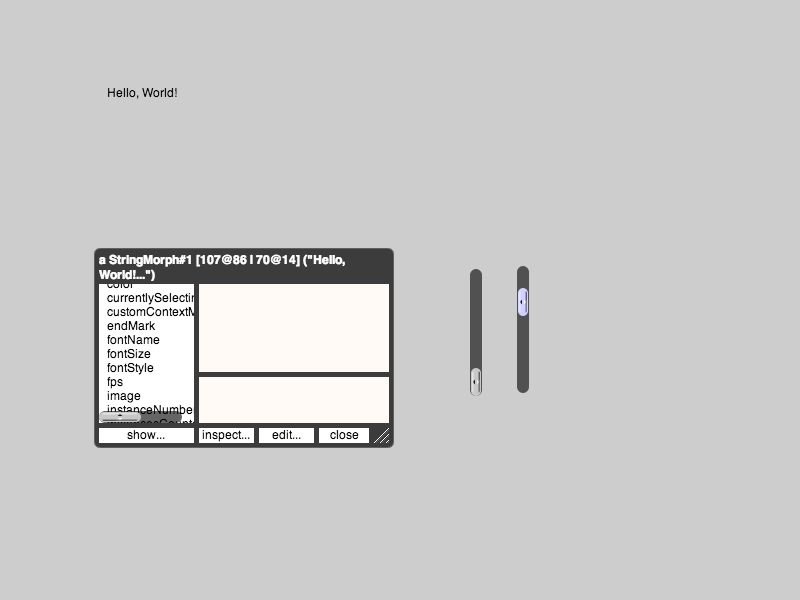 Hello, World!
a StringMorph#1 [107@86 | 70@14] ("Hello,
World!...")
color
currentlySelectin
customContextM
endMark
fontName
fontSize
fontStyle
fps
image
instanceNumbe
show...
inspect...
edit...
close